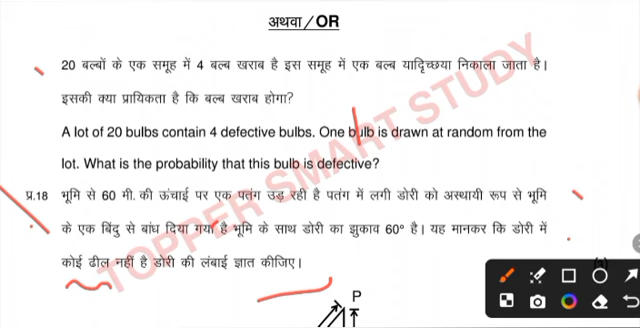 अथवा/OR
20 बल्बों के एक समूह में 4 बल्ब खराब है इस समूह में एक बल्ब यादृिच्छया निकाला जाता है।
इसकी क्या प्रायिकता है कि बल्ब खराब होगा?
A lot of 20 bulbs contain 4 defective bulbs. One bulb is drawn at random from the
lot. What is the probability that this bulb is defective?
प्र.18 भूमि से 60 मी. की ऊंचाई पर एक पतंग उड़ रही है पतंग में लगी डोरी को अस्थायी रूप से भूमि
के एक बिंदु से बांध दिया गया है भूमि के साथ डोरी का झुकाव 60° है। यह मानकर कि डोरी में
कोई ढील नहीं है डोरी की लंबाई ज्ञात कीजिए।
P
TOPPER SMART STUDY